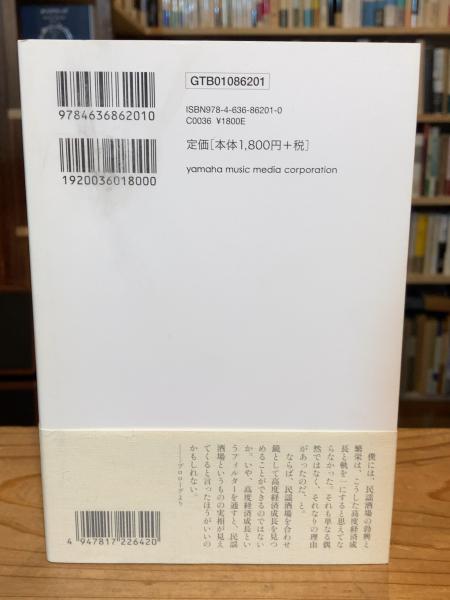 GTB01086201
9784636862010
ISBN978-4-636-86201-0
C0036 ¥1800E
定価[本体1,800円+税]
1920036018000
yamaha music media corporation
僕には、民謡酒場の勃興と
繁栄は、こうした高度経済成
長と軌を一にすると思えてな
らなかった。それも単なる偶
然ではなく、それなりの理由
があったのだ、と。
ならば、民謡酒場を合わせ
鏡として高度経済成長を見つ
めることができるのではない
か。いや、高度経済成長とい
うフィルターを通すと、民謡
酒場というものの実相が見え
てくると言ったほうがいいの
かもしれない。
――プロローグより
4947817226420